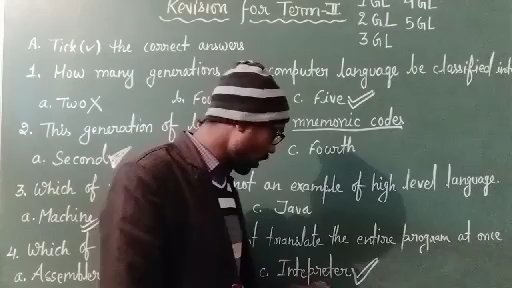 Revision for Term-II
1GL 4GL
2GL 5GL
3GL
A. Tick(✓) the correct answers
1. How many generations computer language be classified into
a. Two X b. c. Five ✓
2. This generation of mnemonic codes
a. Second ✓ c. Fourth
3. Which of not an example of high level language.
a. Machine c. Java
4. Which of translate the entire program at once
a. Assembler c. Intepreter ✓